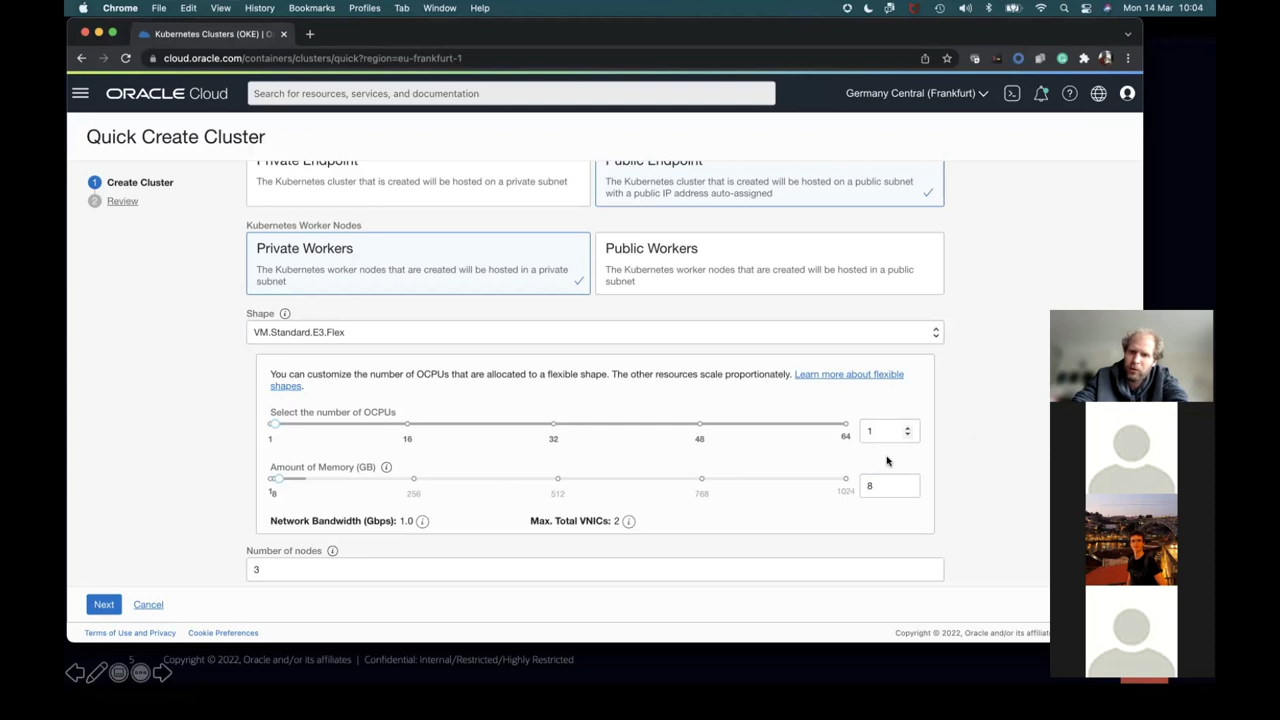 Chrome File Edit View History Bookmarks Profiles Tab Window Help Mon 14 Mar 10:04
Kubernetes Clusters (OKE) | O
cloud.oracle.com/containers/clusters/quick?region=eu-frankfurt-1
ORACLE Cloud Search for resources, services, and documentation Germany Central (Frankfurt)
Quick Create Cluster
1 Create Cluster
2 Review
Private Endpoint
The Kubernetes cluster that is created will be hosted on a private subnet
Public Endpoint
The Kubernetes cluster that is created will be hosted on a public subnet
with a public IP address auto-assigned
Kubernetes Worker Nodes
Private Workers
The Kubernetes worker nodes that are created will be hosted in a private
subnet
Public Workers
The Kubernetes worker nodes that are created will be hosted in a public
subnet
Shape
VM.Standard.E3.Flex
You can customize the number of OCPUs that are allocated to a flexible shape. The other resources scale proportionately. Learn more about flexible
shapes.
Select the number of OCPUs
1 16 32 48 64
1
Amount of Memory (GB)
1 8 256 512 768 1024
8
Network Bandwidth (Gbps): 1.0 Max. Total VNICs: 2
Number of nodes
3
Next Cancel
Terms of Use and Privacy Cookie Preferences Copyright © 2022, Oracle and/or its
5 Copyright © 2022, Oracle and/or its affiliates | Confidential: Internal/Restricted/Highly Restricted